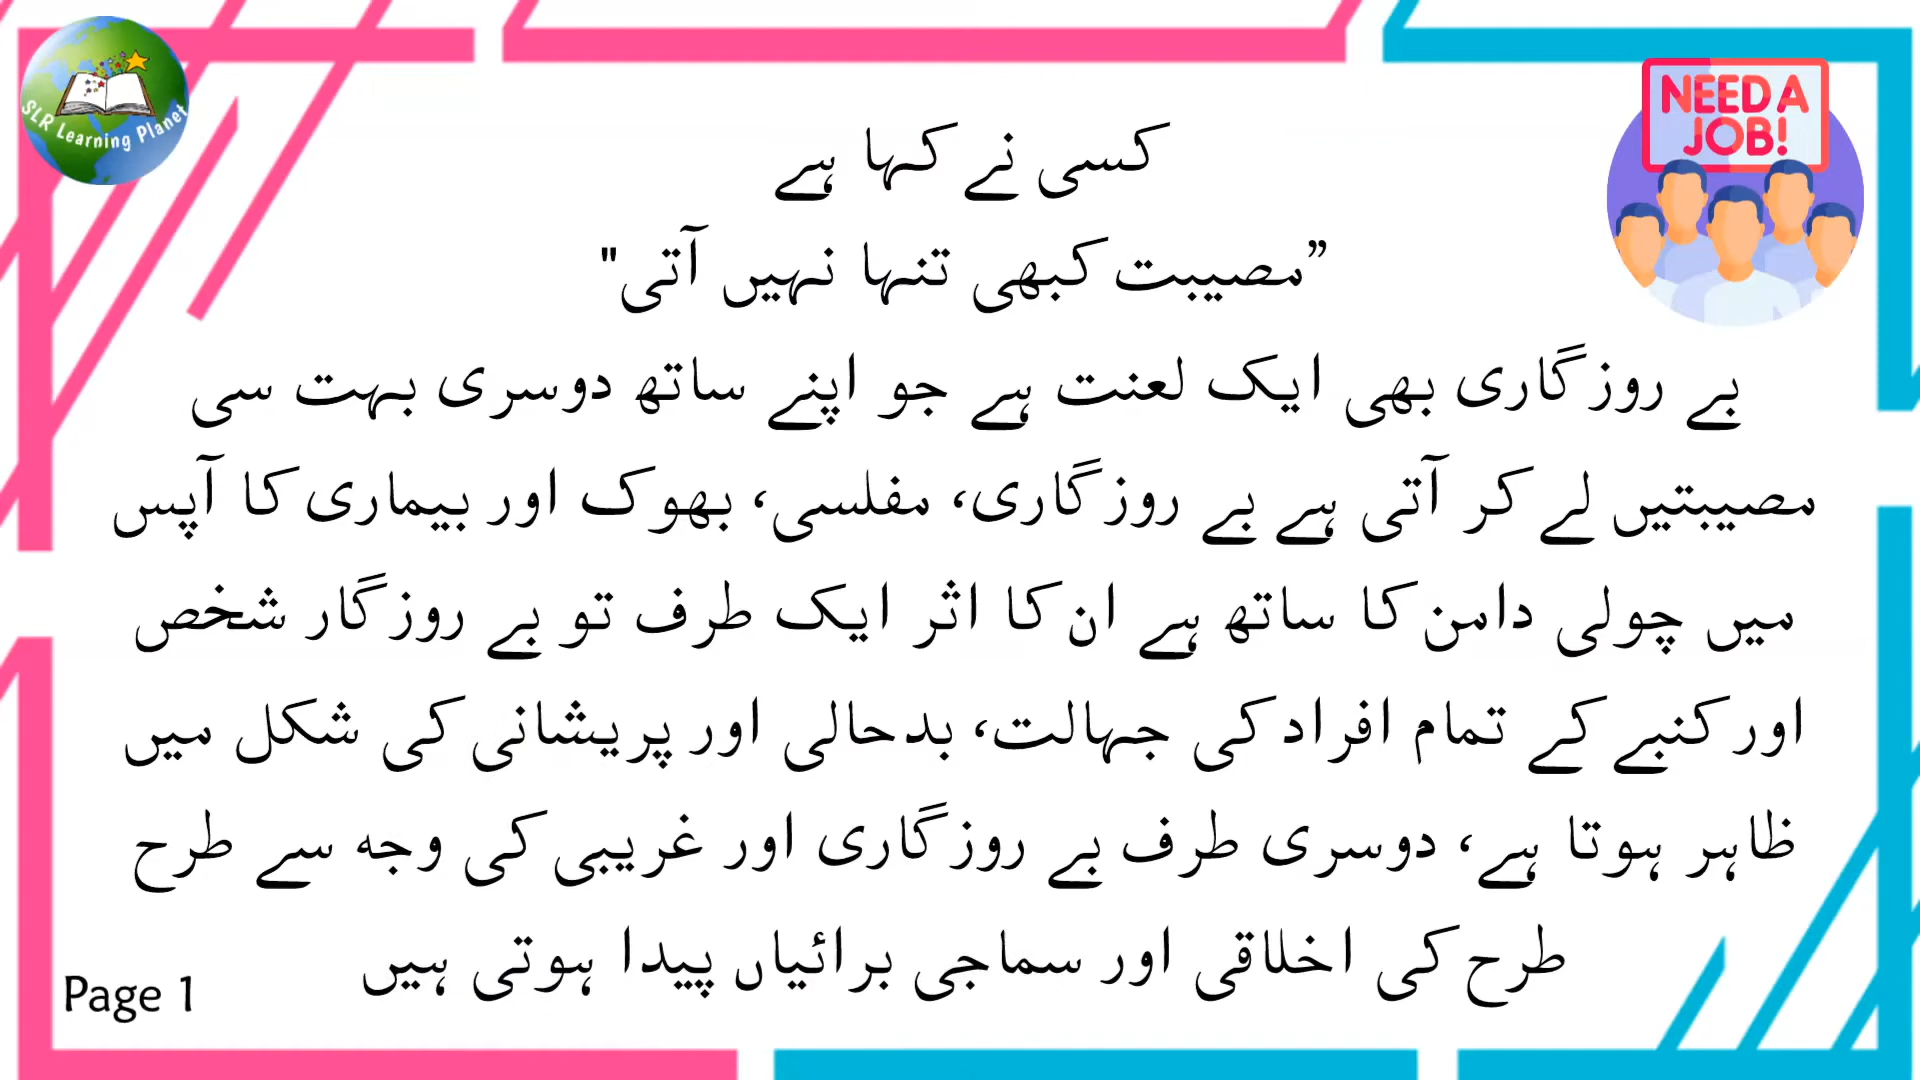 SLR Learning Planet
NEED A
JOB!
کسی نے کہا ہے
”مصیبت کبھی تنہا نہیں آتی"
بے روزگاری بھی ایک لعنت ہے جو اپنے ساتھ دوسری بہت سی
مصیبتیں لے کر آتی ہے بے روزگاری، مفلسی، بھوک اور بیماری کا آپس
میں چولی دامن کا ساتھ ہے ان کا اثر ایک طرف تو بے روزگار شخص
اور کنبے کے تمام افراد کی جہالت، بدحالی اور پریشانی کی شکل میں
ظاہر ہوتا ہے، دوسری طرف بے روزگاری اور غریبی کی وجہ سے طرح
طرح کی اخلاقی اور سماجی برائیاں پیدا ہوتی ہیں
Page 1